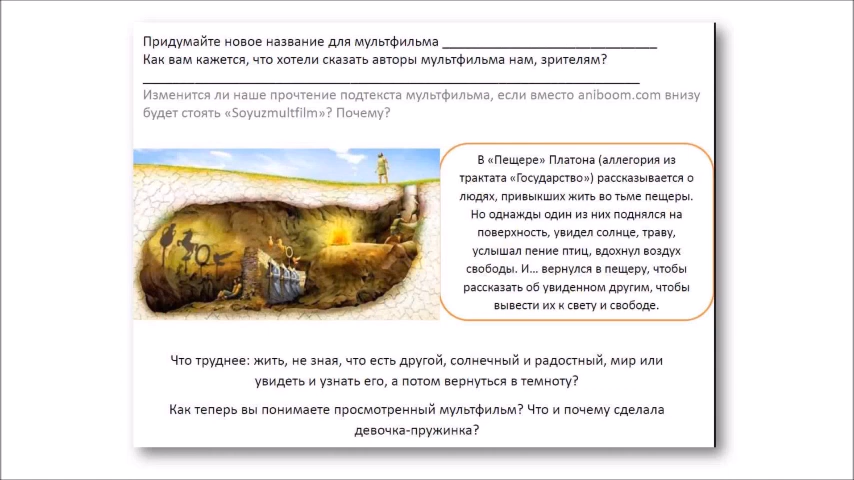 Придумайте новое название для мультфильма ____________________________
Как вам кажется, что хотели сказать авторы мультфильма нам, зрителям?
_________________________________________________________________
Изменится ли наше прочтение подтекста мультфильма, если вместо aniboom.com внизу
будет стоять «Soyuzmultfilm»? Почему?
В «Пещере» Платона (аллегория из
трактата «Государство») рассказывается о
людях, привыкших жить во тьме пещеры.
Но однажды один из них поднялся на
поверхность, увидел солнце, траву,
услышал пение птиц, вдохнул воздух
свободы. И... вернулся в пещеру, чтобы
рассказать об увиденном другим, чтобы
вывести их к свету и свободе.
Что труднее: жить, не зная, что есть другой, солнечный и радостный, мир или
увидеть и узнать его, а потом вернуться в темноту?
Как теперь вы понимаете просмотренный мультфильм? Что и почему сделала
девочка-пружинка?